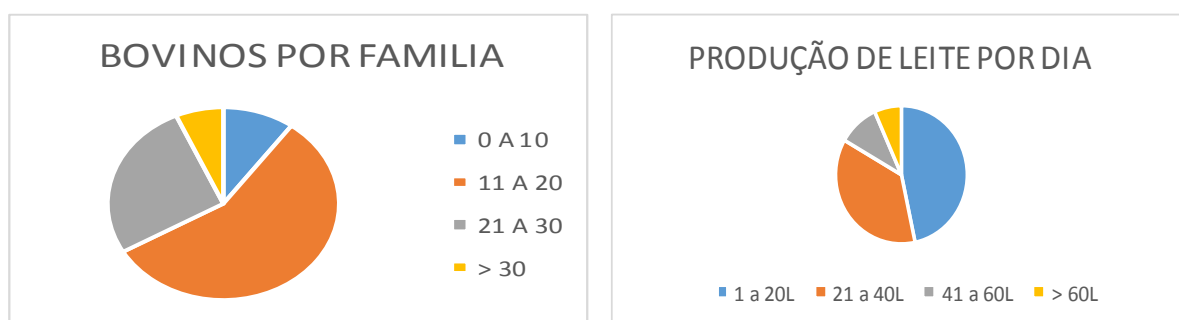 BOVINOS POR FAMILIA
0 A 10
11 A 20
21 A 30
> 30
PRODUÇÃO DE LEITE POR DIA
1 a 20L 21 a 40L 41 a 60L > 60L